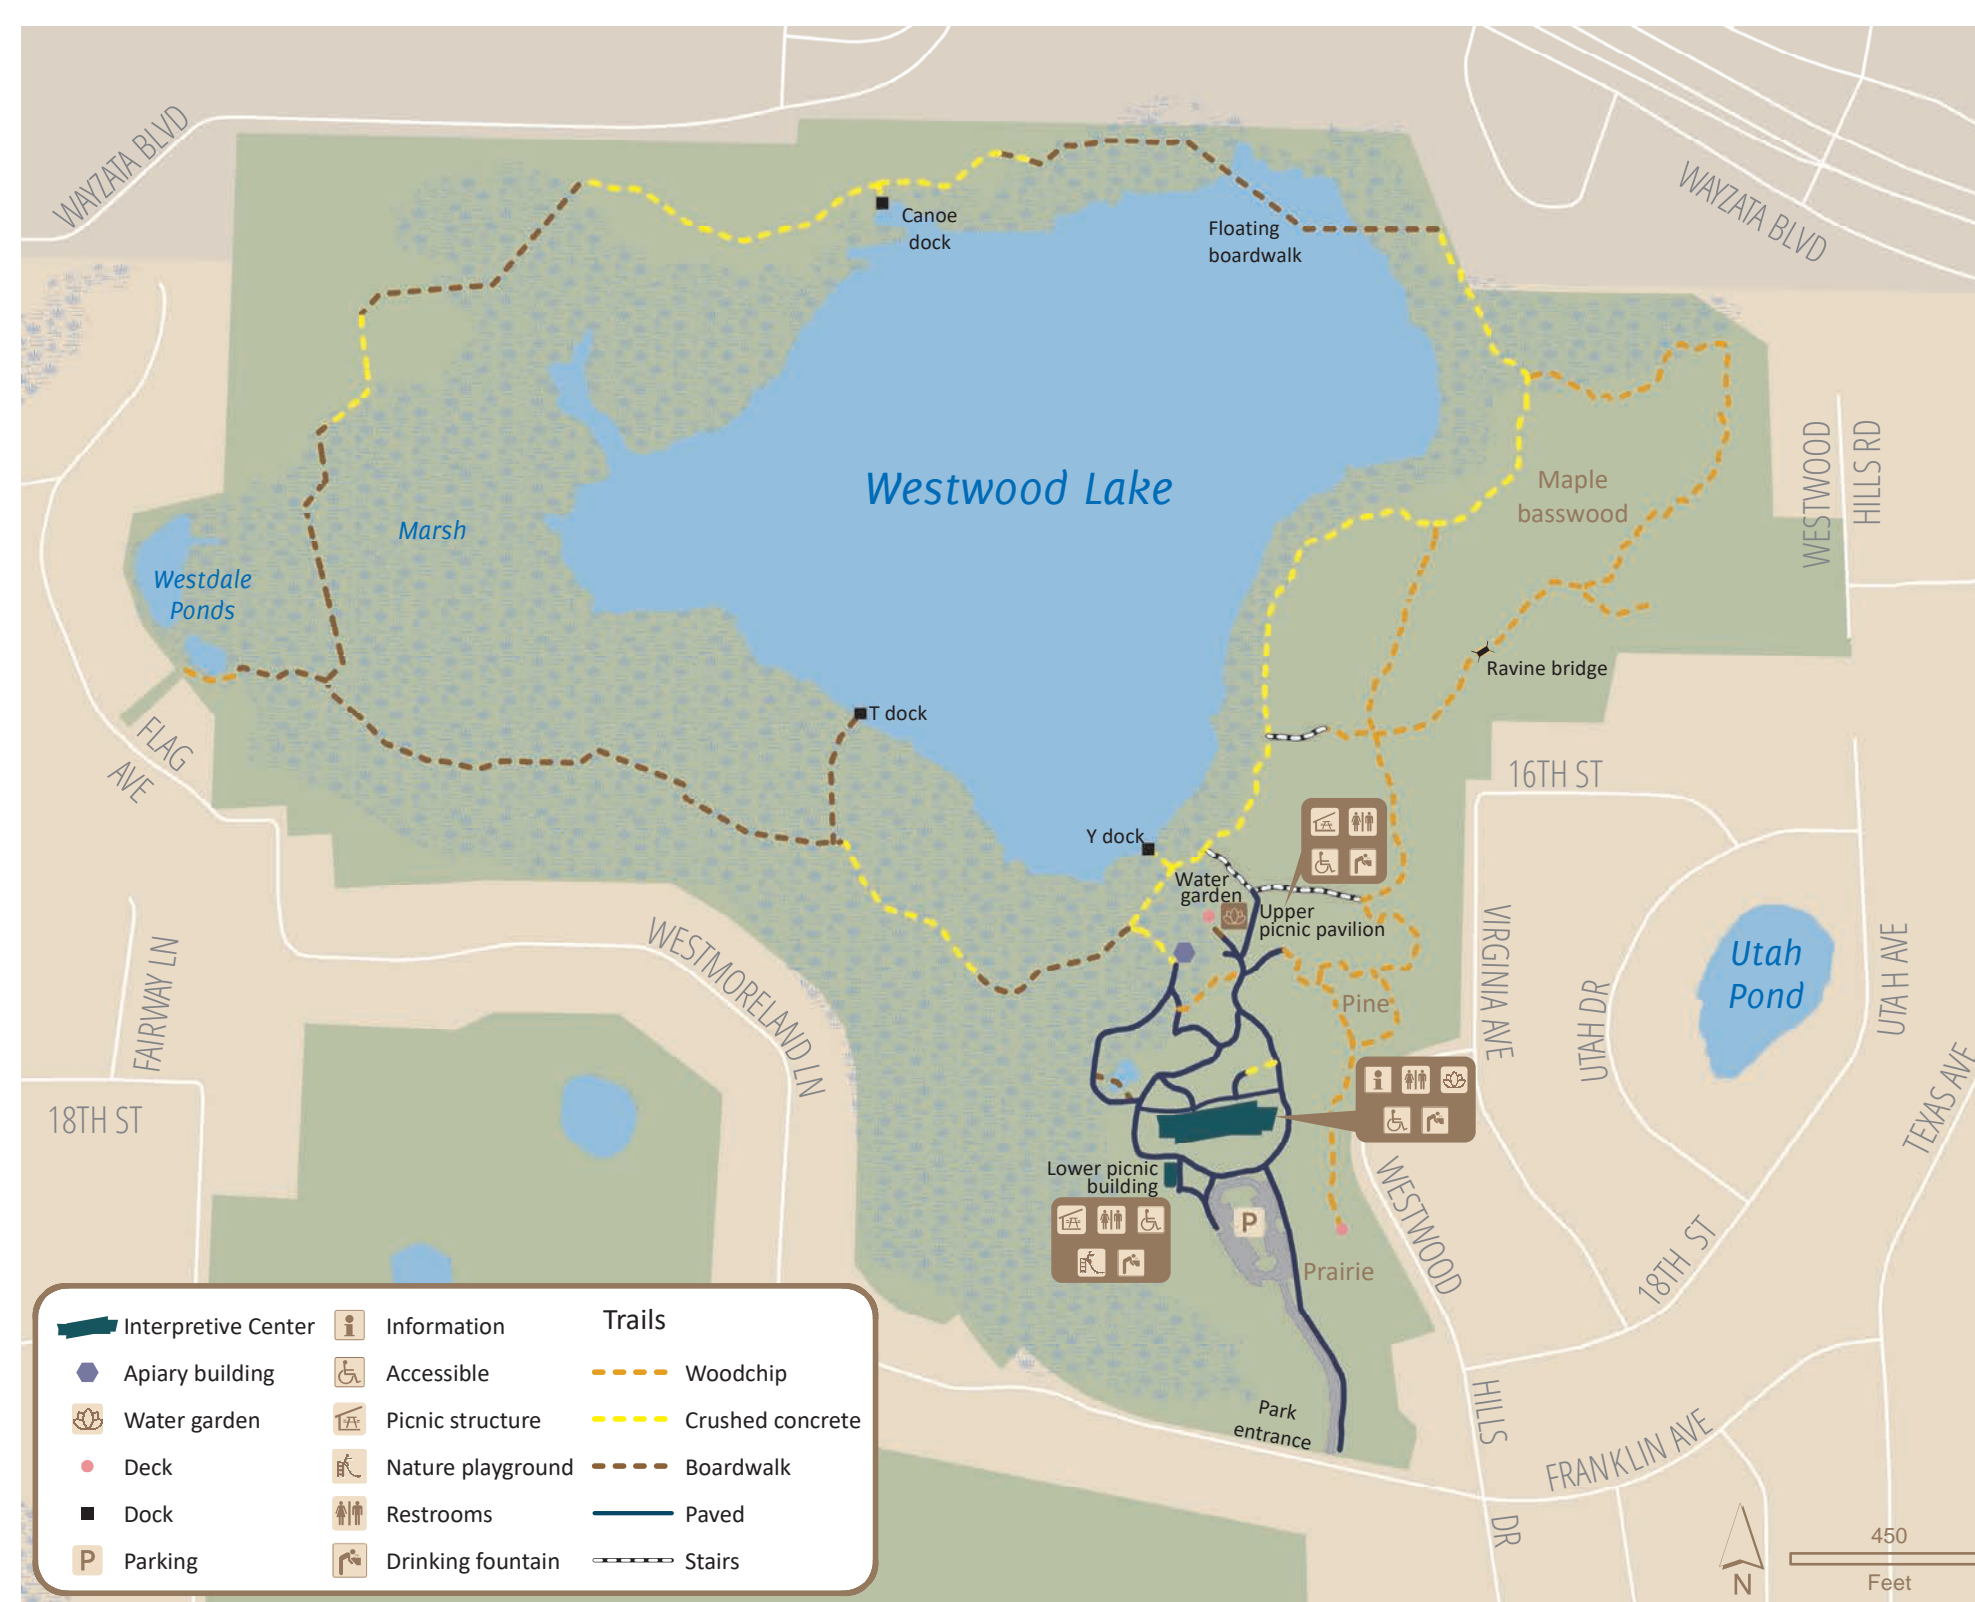 WAYZATA BLVD
WAYZATA BLVD
Canoe
dock
Floating
boardwalk
Westwood Lake
Marsh
Westdale
Ponds
Maple
basswood
WESTWOOD
HILLS RD
Ravine bridge
T dock
FLAG
AVE
16TH ST
Y dock
Water
garden
Upper
picnic pavilion
Pine
VIRGINIA AVE
UTAH DR
Utah
Pond
UTAH AVE
TEXAS AVE
FAIRWAY LN
WESTMORELAND LN
18TH ST
Lower picnic
building
P
Prairie
WESTWOOD
HILLS
DR
18TH ST
Park
entrance
FRANKLIN AVE
Interpretive Center
Apiary building
Water garden
Deck
Dock
P
Parking
Information
Accessible
Picnic structure
Nature playground
Restrooms
Drinking fountain
Trails
Woodchip
Crushed concrete
Boardwalk
Paved
Stairs
N
450
Feet